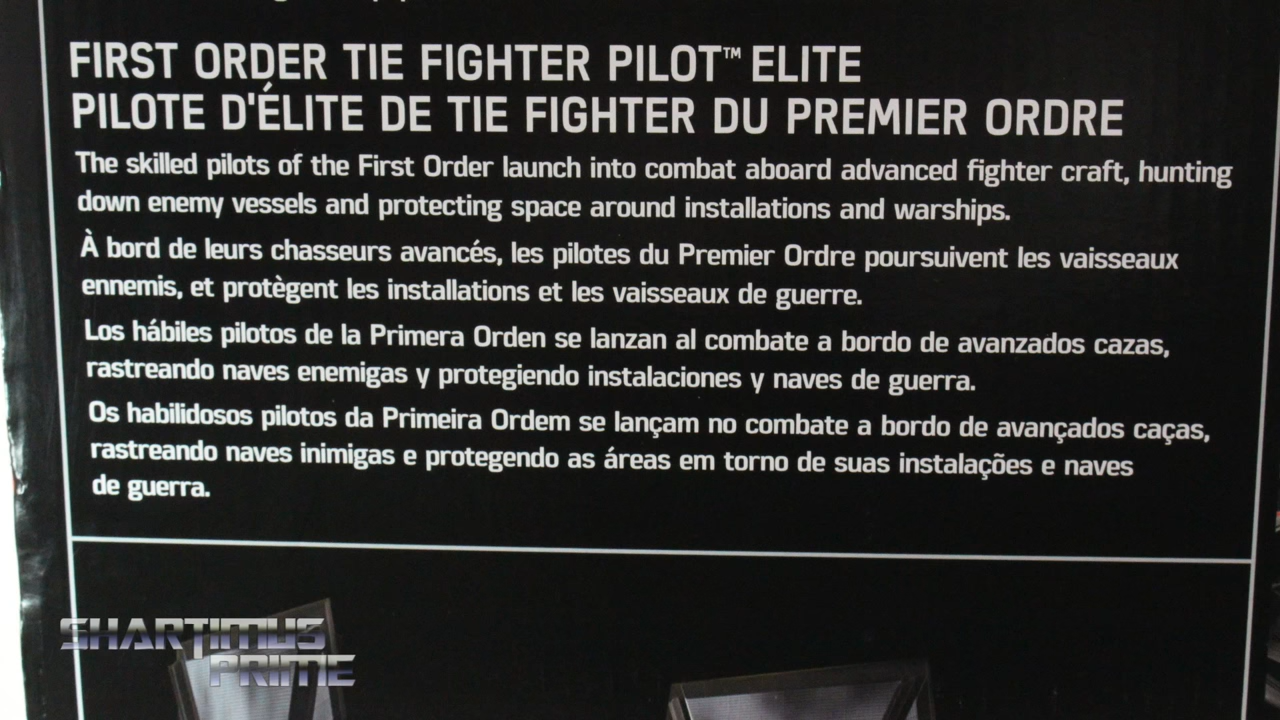 FIRST ORDER TIE FIGHTER PILOT™ ELITE
PILOTE D'ÉLITE DE TIE FIGHTER DU PREMIER ORDRE
The skilled pilots of the First Order launch into combat aboard advanced fighter craft, hunting
down enemy vessels and protecting space around installations and warships.
À bord de leurs chasseurs avancés, les pilotes du Premier Ordre poursuivent les vaisseaux
ennemis, et protègent les installations et les vaisseaux de guerre.
Los hábiles pilotos de la Primera Orden se lanzan al combate a bordo de avanzados cazas,
rastreando naves enemigas y protegiendo instalaciones y naves de guerra.
Os habilidosos pilotos da Primeira Ordem se lançam no combate a bordo de avançados caças,
rastreando naves inimigas e protegendo as áreas em torno de suas instalações e naves
de guerra.
SHARTIMUS
PRIME